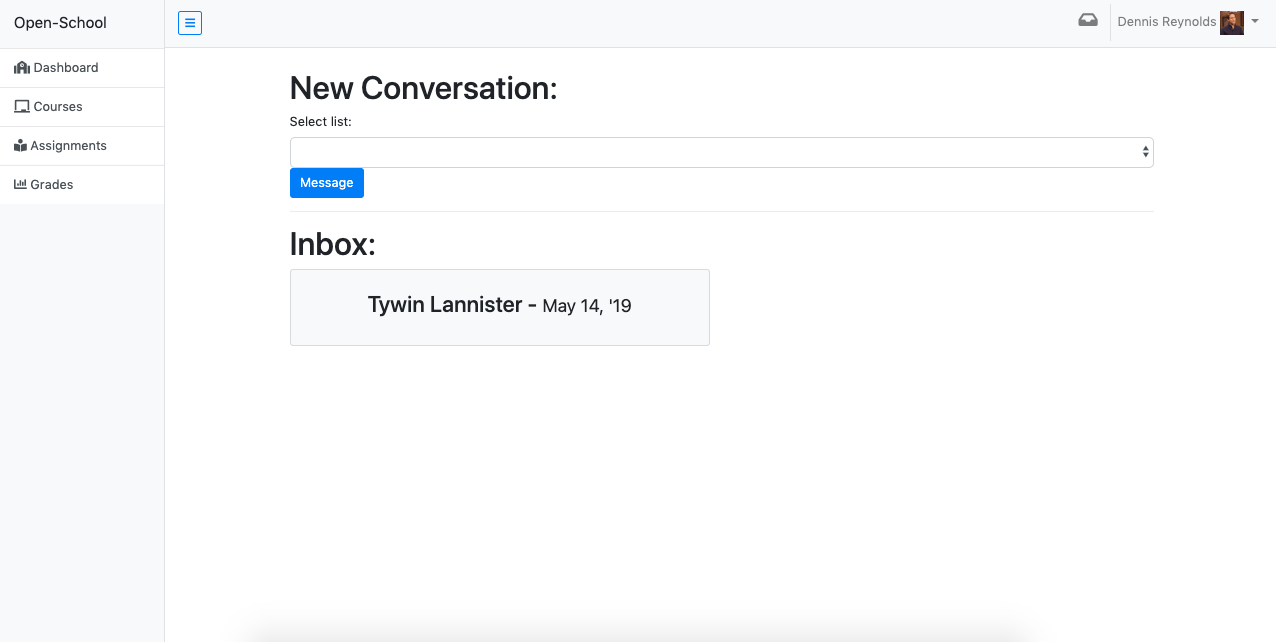 Open-School
Dennis Reynolds
Dashboard
Courses
Assignments
Grades
New Conversation:
Select list:
Message
Inbox:
Tywin Lannister - May 14, '19